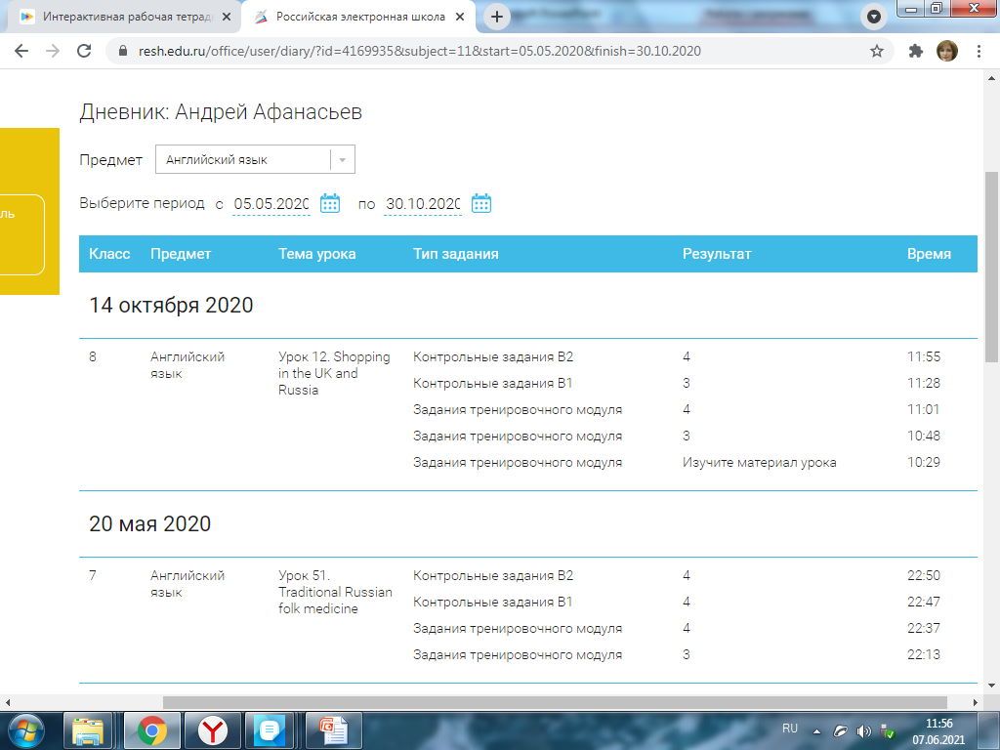 Интерактивная рабочая тетрад
Российская электронная школа
resh.edu.ru/office/user/diary/?id=4169935&subject=11&start=05.05.2020&finish=30.10.2020
Дневник: Андрей Афанасьев
ль
Предмет Английский язык
Выберите период с 05.05.2020 по 30.10.2020
Класс Предмет Тема урока Тип задания Результат Время
14 октября 2020
8 Английский Урок 12. Shopping Контрольные задания В2 4 11:55
язык in the UK and
Контрольные задания В1 3 11:28
Russia
Задания тренировочного модуля 4 11:01
Задания тренировочного модуля 3 10:48
Задания тренировочного модуля Изучите материал урока 10:29
20 мая 2020
7 Английский Урок 51. Контрольные задания В2 4 22:50
язык Traditional Russian
Контрольные задания В1 4 22:47
folk medicine
Задания тренировочного модуля 4 22:37
Задания тренировочного модуля 3 22:13
RU
11:56
07.06.2021